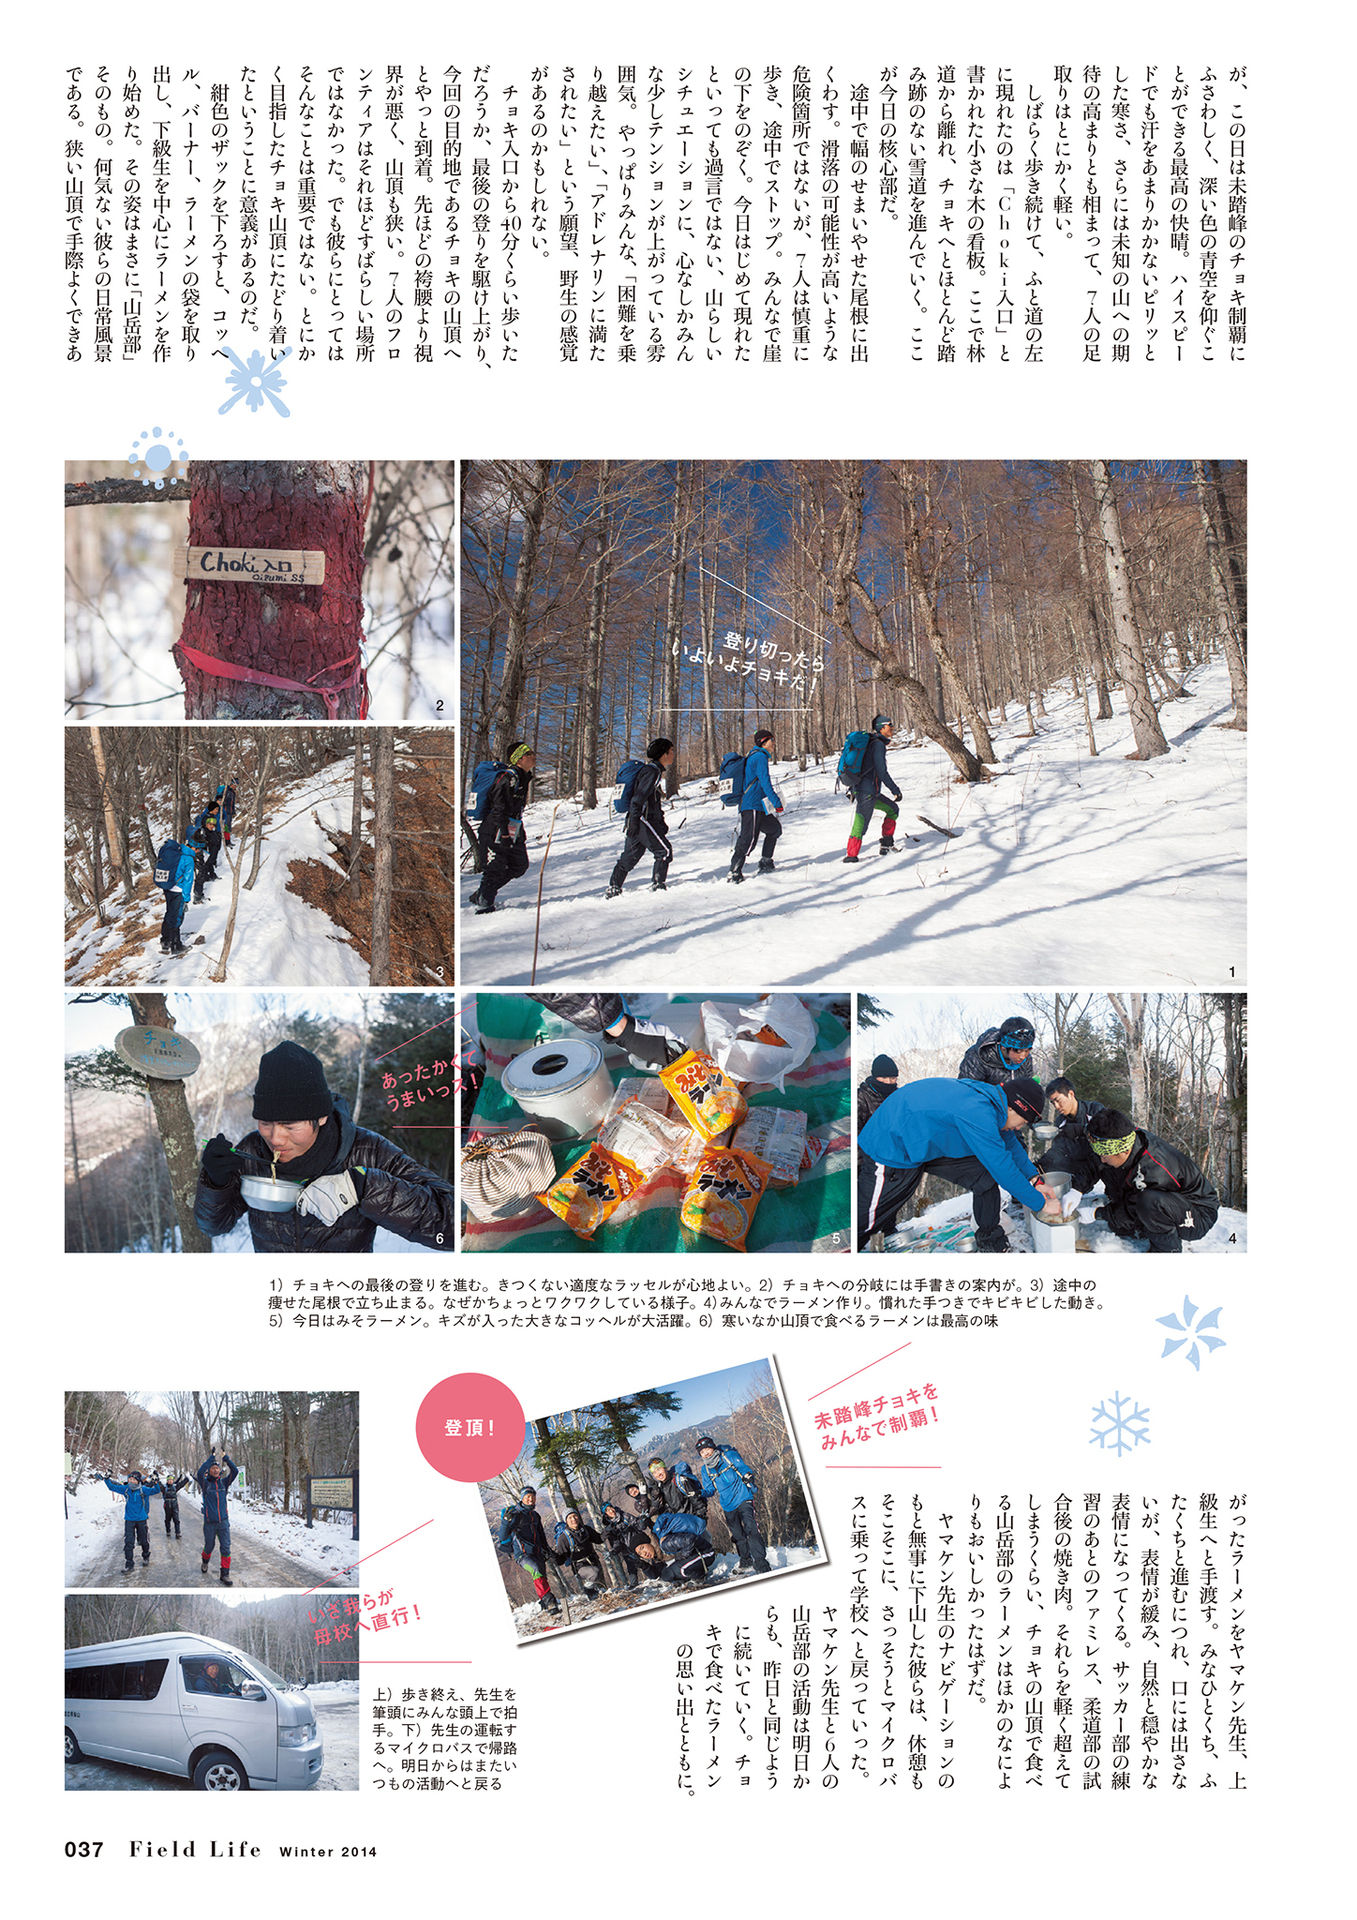 が、この日は未踏峰のチョキ制覇に
ふさわしく、深い色の青空を仰ぐこ
とができる最高の快晴。ハイスピー
ドでも汗をあまりかかないピリッと
した寒さ、さらには未知の山への期
待の高まりとも相まって、7人の足
取りはとにかく軽い。
しばらく歩き続けて、ふと道の左
に現れたのは「Choki入口」と
書かれた小さな木の看板。ここで林
道から離れ、チョキへとほとんど踏
み跡のない雪道を進んでいく。ここ
が今日の核心部だ。
途中で幅のせまいやせた尾根に出
くわす。滑落の可能性が高いような
危険箇所ではないが、7人は慎重に
歩き、途中でストップ。みんなで崖
の下をのぞく。今日はじめて現れた
といっても過言ではない、山らしい
シチュエーションに、心なしかみん
な少しテンションが上がっている雰
囲気。やっぱりみんな、「困難を乗
り越えたい」、「アドレナリンに満た
されたい」という願望、野生の感覚
があるのかもしれない。
チョキ入口から40分くらい歩いた
だろうか、最後の登りを駆け上がり、
今回の目的地であるチョキの山頂へ
とやっと到着。先ほどの袴腰より視
界が悪く、山頂も狭い。7人のフロ
ンティアはそれほどすばらしい場所
ではなかった。でも彼らにとっては
そんなことは重要ではない。とにか
く目指したチョキ山頂にたどり着い
たということに意義があるのだ。
紺色のザックを下ろすと、コッヘ
ル、バーナー、ラーメンの袋を取り
出し、下級生を中心にラーメンを作
り始めた。その姿はまさに「山岳部」
そのもの。何気ない彼らの日常風景
である。狭い山頂で手際よくできあ
Choki入口
Oizumi SS
2
登り切ったら
いよいよチョキだ！
1
3
チョキ
あったかくて
うまいっス！
6
みそ
ラーメン
みそ
ラーメン
みそ
ラーメン
5
4
1）チョキへの最後の登りを進む。きつくない適度なラッセルが心地よい。2）チョキへの分岐には手書きの案内が。3）途中の
痩せた尾根で立ち止まる。なぜかちょっとワクワクしている様子。4）みんなでラーメン作り。慣れた手つきでキビキビした動き。
5）今日はみそラーメン。キズが入った大きなコッヘルが大活躍。6）寒いなか山頂で食べるラーメンは最高の味
登頂！
未踏峰チョキを
みんなで制覇！
いざ我らが
母校へ直行！
上）歩き終え、先生を
筆頭にみんな頭上で拍
手。下）先生の運転す
るマイクロバスで帰路
へ。明日からはまたい
つもの活動へと戻る
がったラーメンをヤマケン先生、上
級生へと手渡す。みなひとくち、ふ
たくちと進むにつれ、口には出さな
いが、表情が緩み、自然と穏やかな
表情になってくる。サッカー部の練
習のあとのファミレス、柔道部の試
合後の焼き肉。それらを軽く超えて
しまうくらい、チョキの山頂で食べ
る山岳部のラーメンはほかのなによ
りもおいしかったはずだ。
ヤマケン先生のナビゲーションの
もと無事に下山した彼らは、休憩も
そこそこに、さっそうとマイクロバ
スに乗って学校へと戻っていった。
ヤマケン先生と6人の
山岳部の活動は明日か
らも、昨日と同じよう
に続いていく。チョ
キで食べたラーメン
の思い出とともに。
037 Field Life Winter 2014